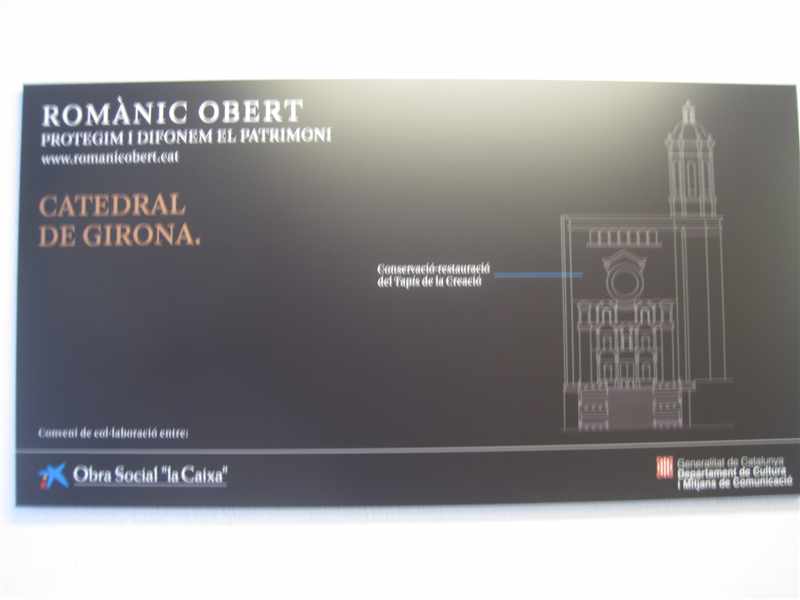 ROMÀNIC OBERT
PROTEGIM I DIFONEM EL PATRIMONI
www.romanicobert.cat
CATEDRAL
DE GIRONA.
Conservació-restauració
del Tapís de la Creació
Conveni de col·laboració entre:
Obra Social "la Caixa"
Generalitat de Catalunya
Departament de Cultura
i Mitjans de Comunicació